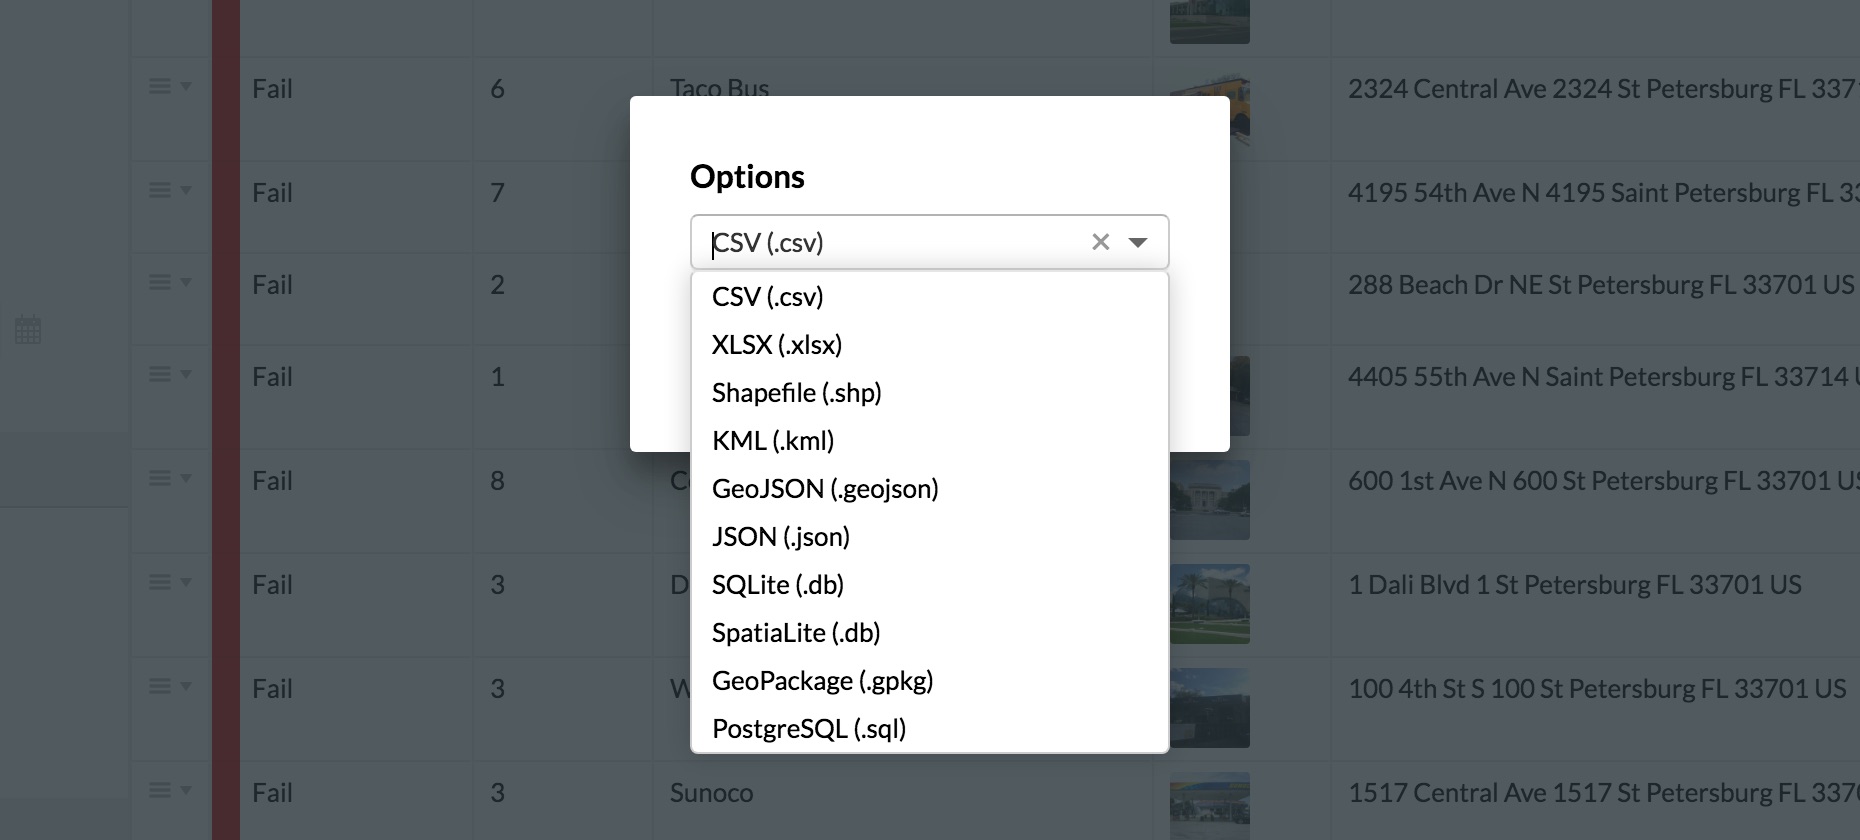 Fail 6 Taco Bus 2324 Central Ave 2324 St Petersburg FL
Options
Fail 7 4195 54th Ave N 4195 Saint Petersburg FL
CSV (.csv)
Fail 2 288 Beach Dr NE St Petersburg FL 33701 US
CSV (.csv)
XLSX (.xlsx)
Fail 1 4405 55th Ave N Saint Petersburg FL 33714
Shapefile (.shp)
KML (.kml)
Fail 8 600 1st Ave N 600 St Petersburg FL 33701 US
GeoJSON (.geojson)
JSON (.json)
Fail 3 1 Dali Blvd 1 St Petersburg FL 33701 US
SQLite (.db)
SpatiaLite (.db)
Fail 3 100 4th St S 100 St Petersburg FL 33701 US
GeoPackage (.gpkg)
PostgreSQL (.sql)
Fail 3 Sunoco 1517 Central Ave 1517 St Petersburg FL